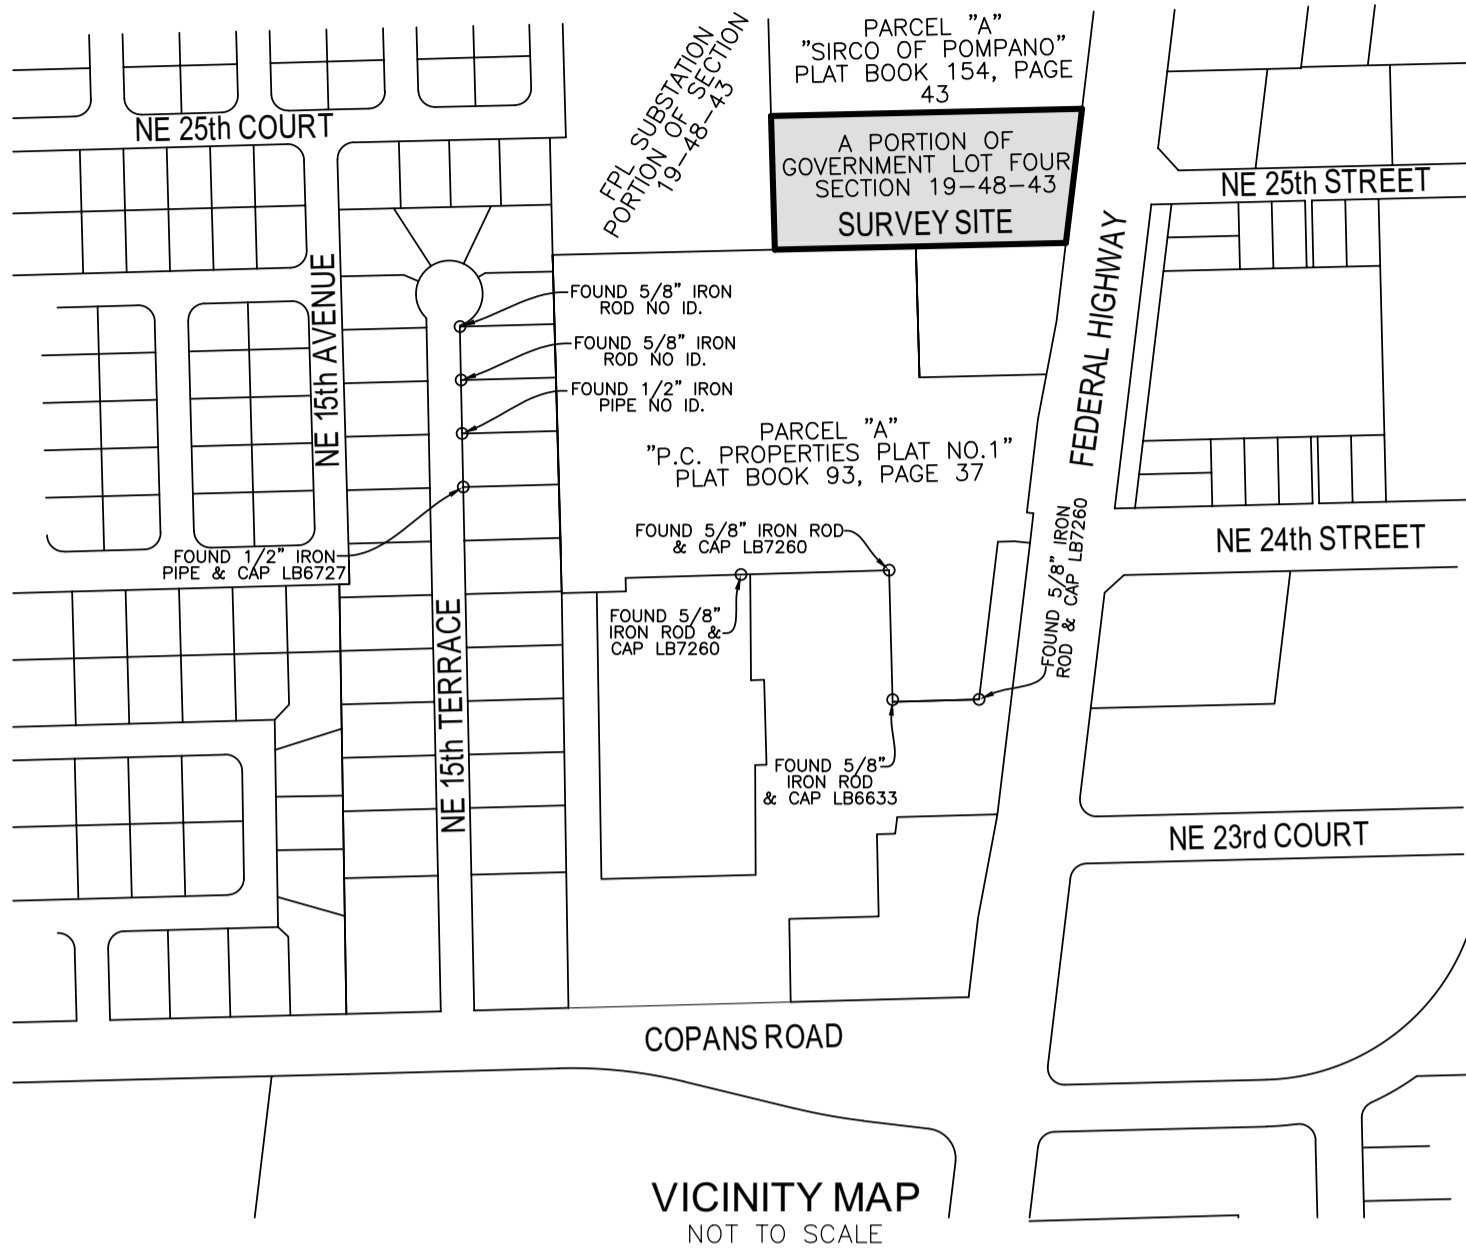 PARCEL "A"
"SIRCO OF POMPANO"
PLAT BOOK 154, PAGE
43
FPL SUBSTATION
PORTION OF SECTION
19-48-43
NE 25th COURT
A PORTION OF
GOVERNMENT LOT FOUR
SECTION 19-48-43
SURVEY SITE
NE 25th STREET
NE 15th AVENUE
FOUND 5/8" IRON
ROD NO ID.
FOUND 5/8" IRON
ROD NO ID.
FOUND 1/2" IRON
PIPE NO ID.
FEDERAL HIGHWAY
PARCEL "A"
"P.C. PROPERTIES PLAT NO.1"
PLAT BOOK 93, PAGE 37
FOUND 1/2" IRON
PIPE & CAP LB6727
FOUND 5/8" IRON ROD
& CAP LB7260
FOUND 5/8" IRON
ROD & CAP LB7260
NE 24th STREET
FOUND 5/8"
IRON ROD &
CAP LB7260
NE 15th TERRACE
FOUND 5/8"
IRON ROD
& CAP LB6633
NE 23rd COURT
COPANS ROAD
VICINITY MAP
NOT TO SCALE